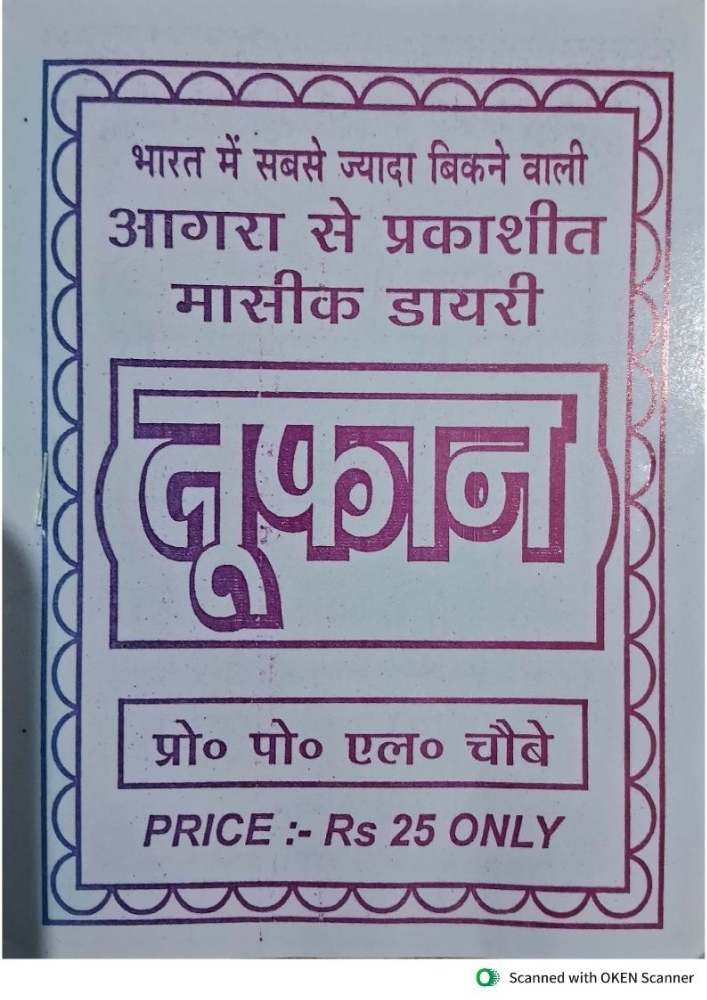 भारत में सबसे ज्यादा बिकने वाली
आगरा से प्रकाशीत
मासीक डायरी
तूफान
प्रो० पो० एल० चौबे
PRICE :- Rs 25 ONLY
Scanned with OKEN Scanner